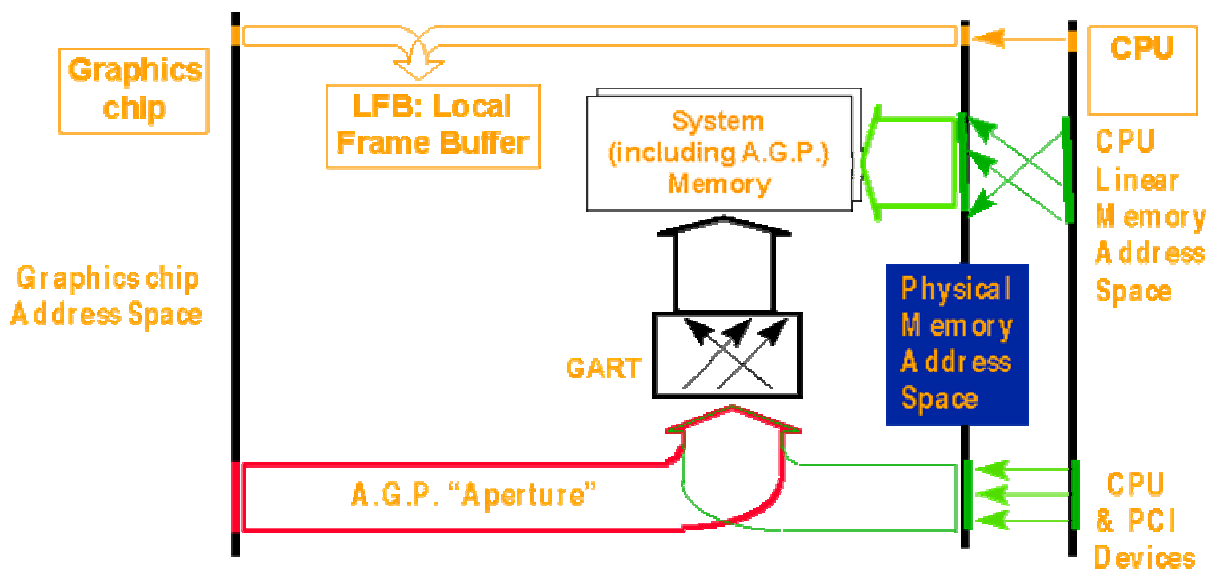 Graphics
chip
LFB: Local
Frame Buffer
System
(including A.G.P.)
Memory
CPU
CPU
Linear
Memory
Address
Space
Graphics chip
Address Space
Physical
Memory
Address
Space
GART
A.G.P. “Aperture”
CPU
& PCI
Devices